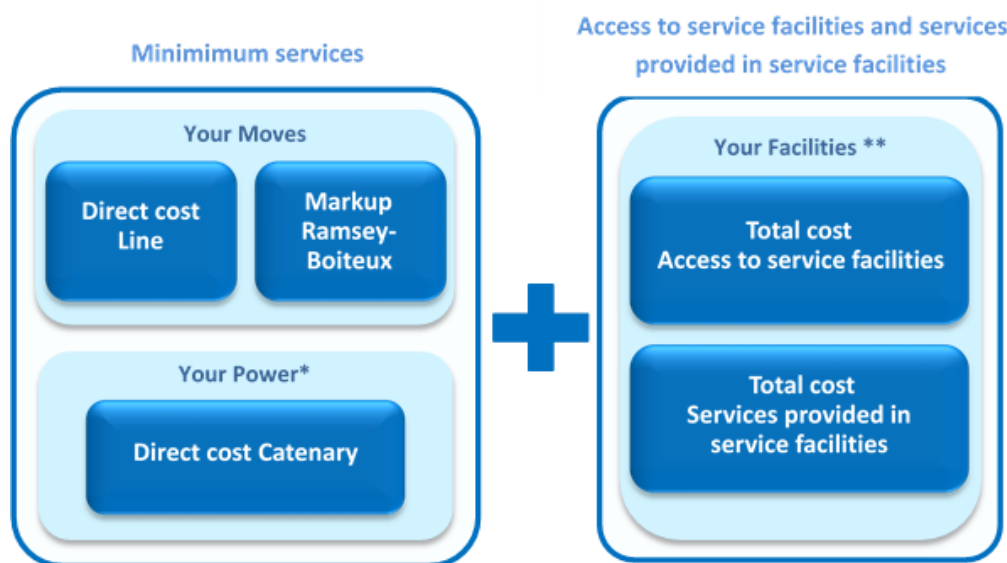 Minimimum services
Your Moves
Direct cost
Line
Markup
Ramsey-
Boiteux
Your Power*
Direct cost Catenary
Access to service facilities and services
provided in service facilities
Your Facilities **
Total cost
Access to service facilities
Total cost
Services provided in
service facilities